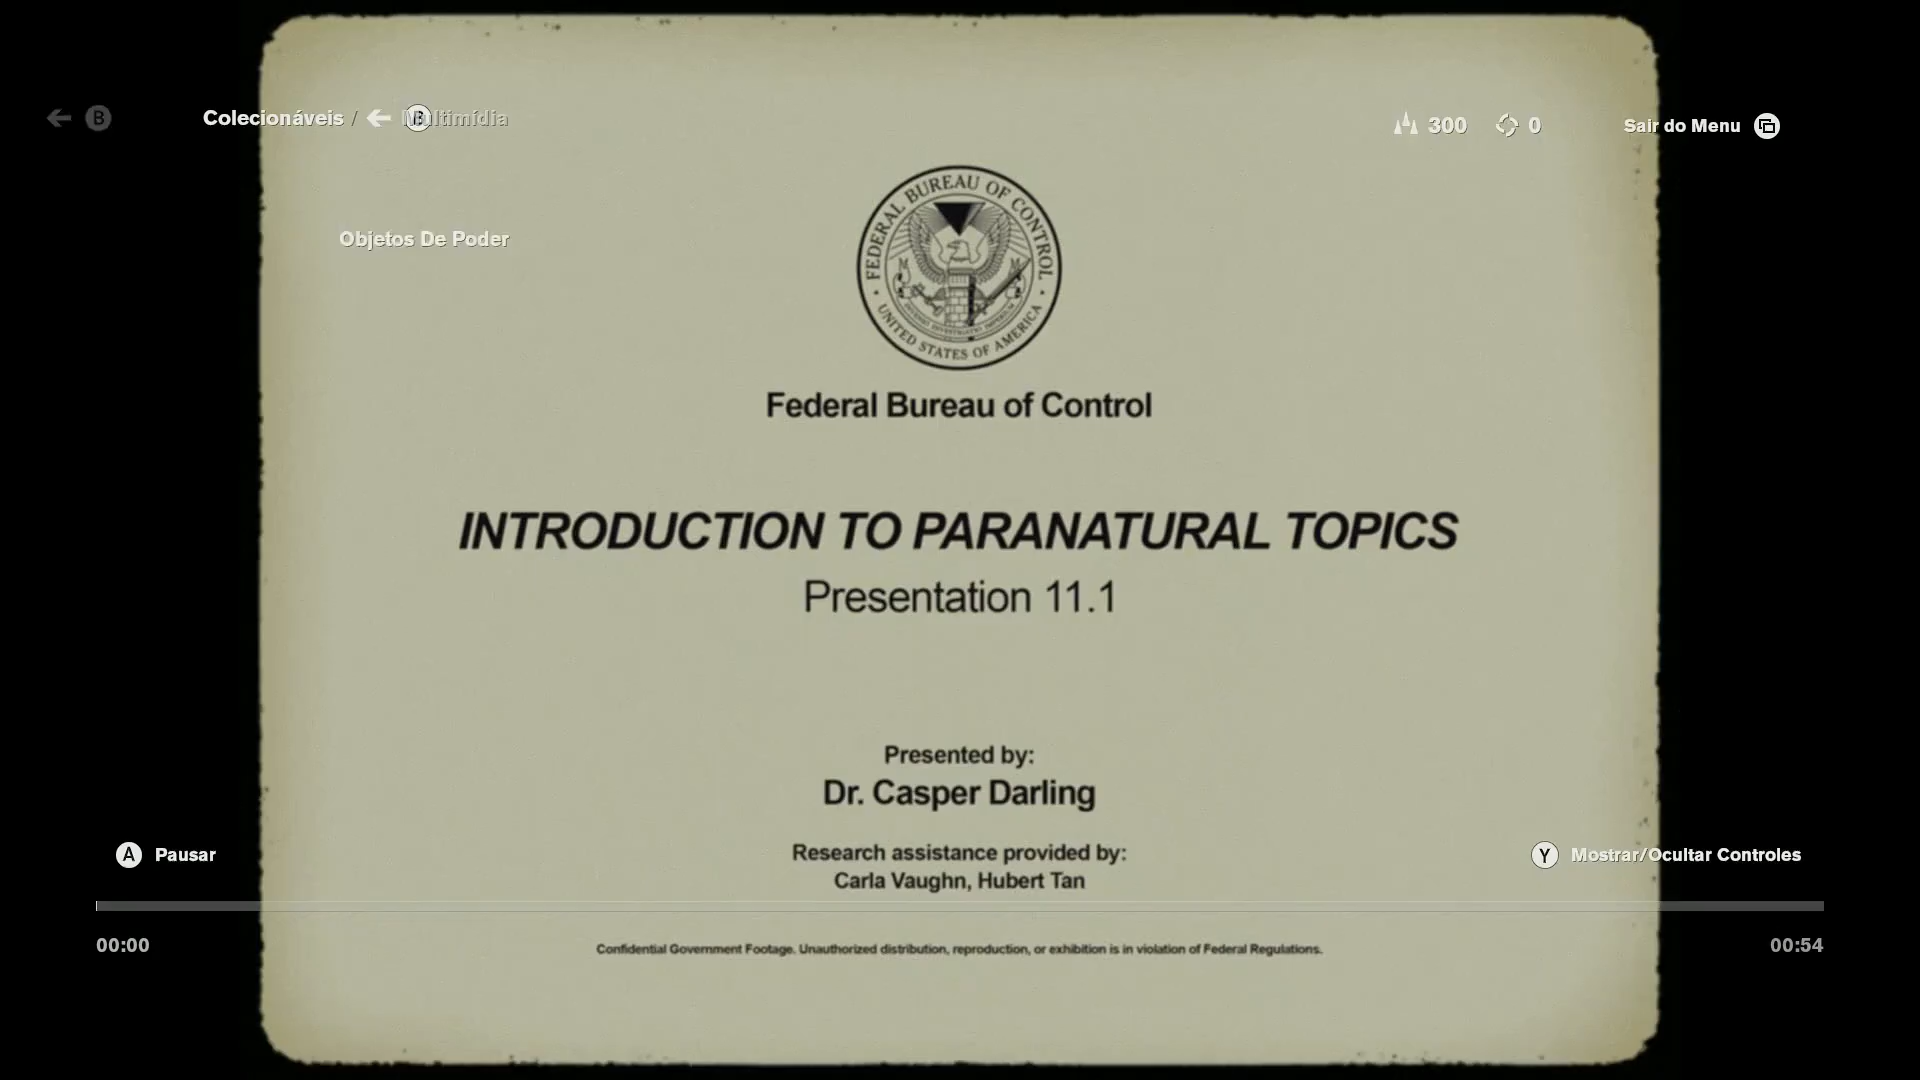 B
Colecionáveis / B Multimídia
300
0
Sair do Menu
Objetos De Poder
FEDERAL BUREAU OF CONTROL
UNITED STATES OF AMERICA
Federal Bureau of Control
INTRODUCTION TO PARANATURAL TOPICS
Presentation 11.1
Presented by:
Dr. Casper Darling
Research assistance provided by:
Carla Vaughn, Hubert Tan
A Pausar
Y Mostrar/Ocultar Controles
00:00
00:54
Confidential Government Footage. Unauthorized distribution, reproduction, or exhibition is in violation of Federal Regulations.